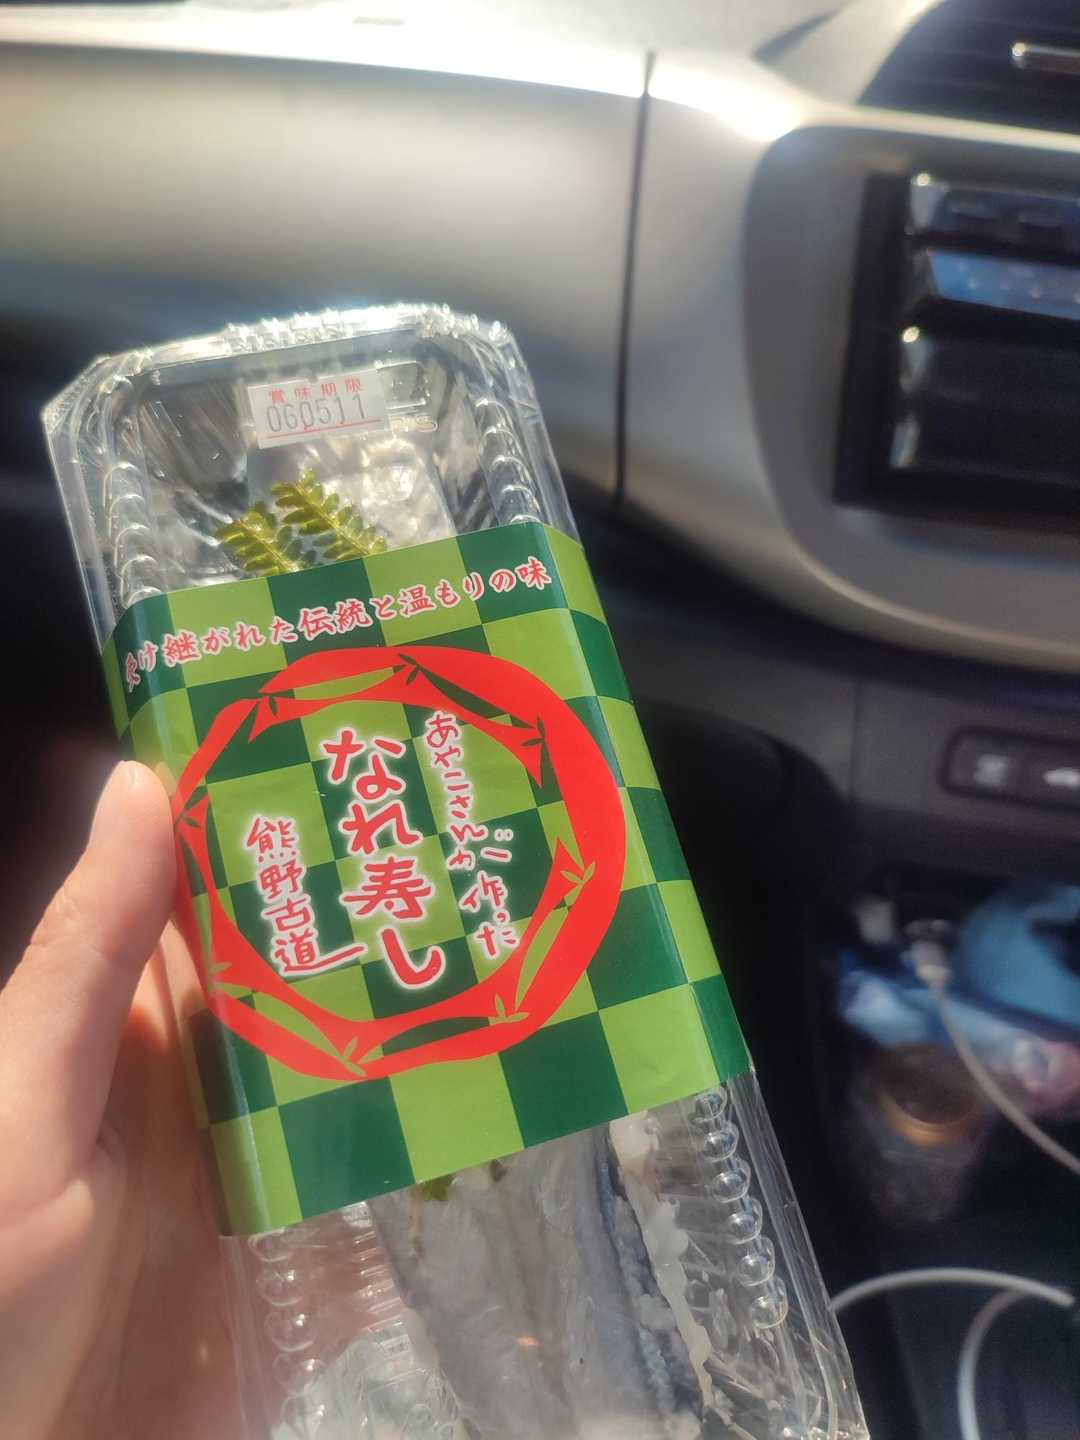 賞味期限
060511
受け継がれた伝統と温もりの味
あやこさんが作った
なれ寿し
熊野古道